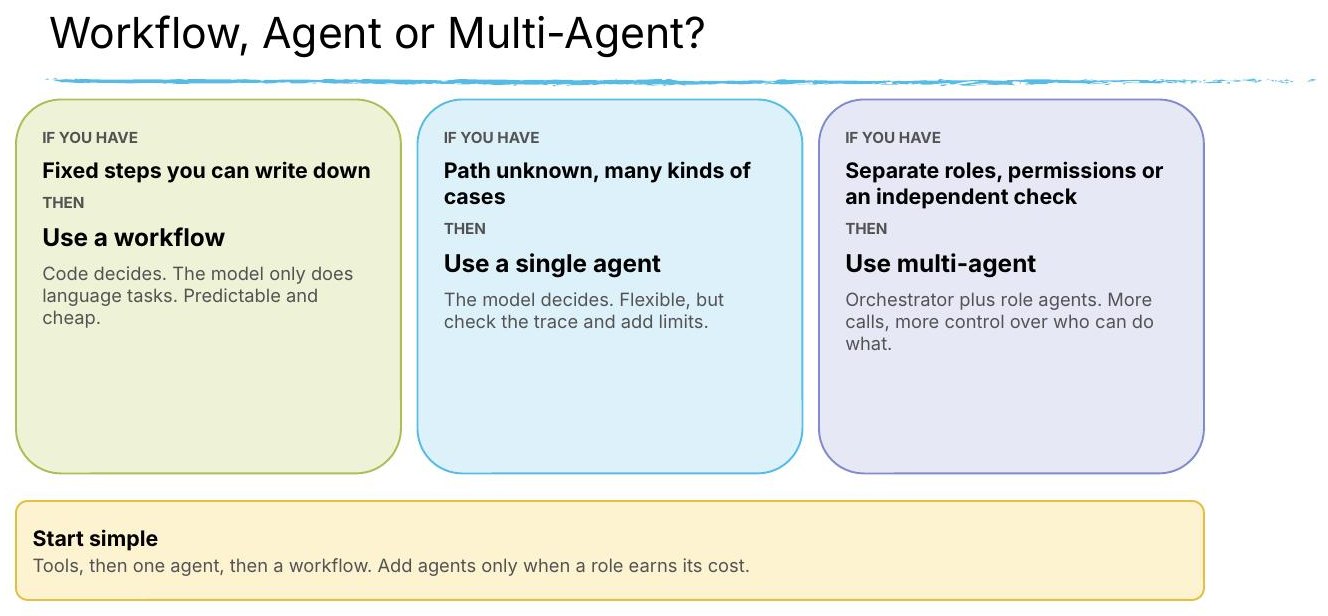 Workflow, Agent or Multi-Agent?
IF YOU HAVE
Fixed steps you can write down
THEN
Use a workflow
Code decides. The model only does
language tasks. Predictable and
cheap.
IF YOU HAVE
Path unknown, many kinds of
cases
THEN
Use a single agent
The model decides. Flexible, but
check the trace and add limits.
IF YOU HAVE
Separate roles, permissions or
an independent check
THEN
Use multi-agent
Orchestrator plus role agents. More
calls, more control over who can do
what.
Start simple
Tools, then one agent, then a workflow. Add agents only when a role earns its cost.